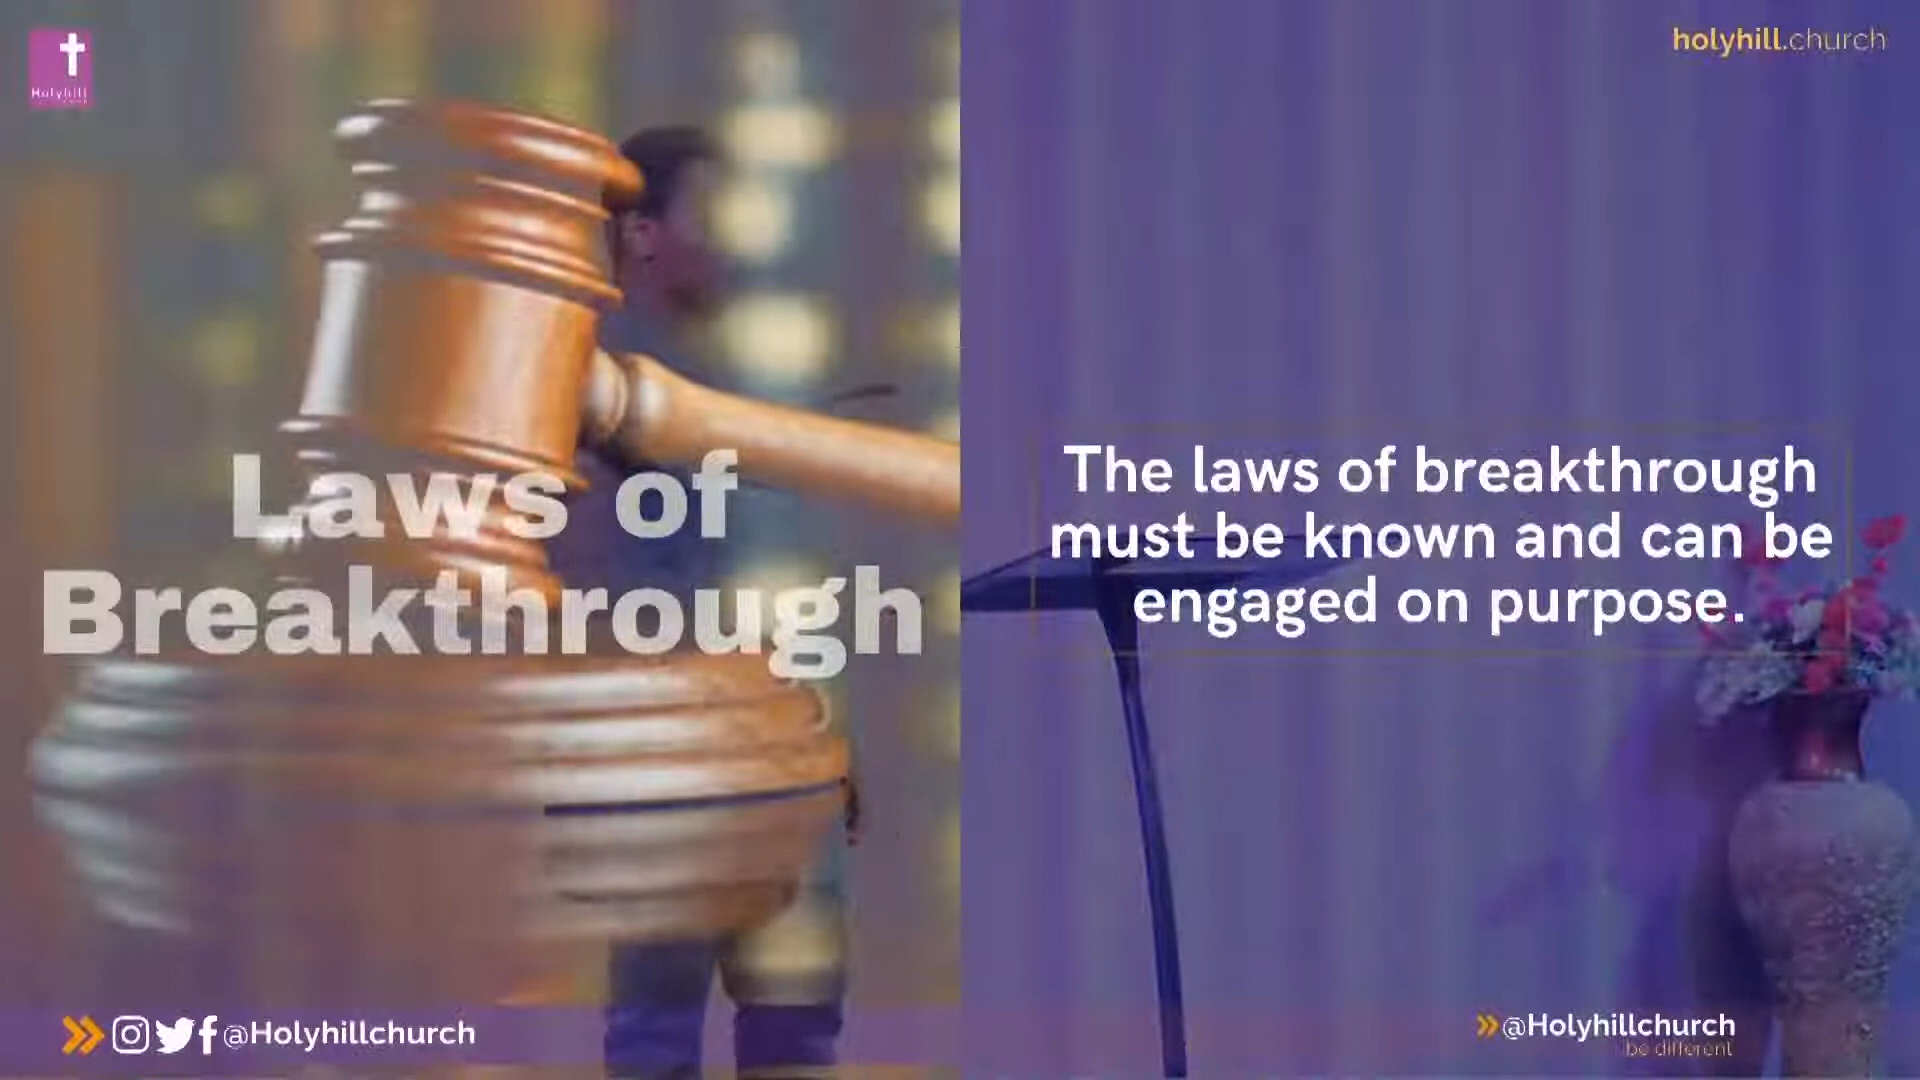 Holyhill
holyhill.church
Laws of
Breakthrough
The laws of breakthrough
must be known and can be
engaged on purpose.
@Holyhillchurch
@Holyhillchurch
be different